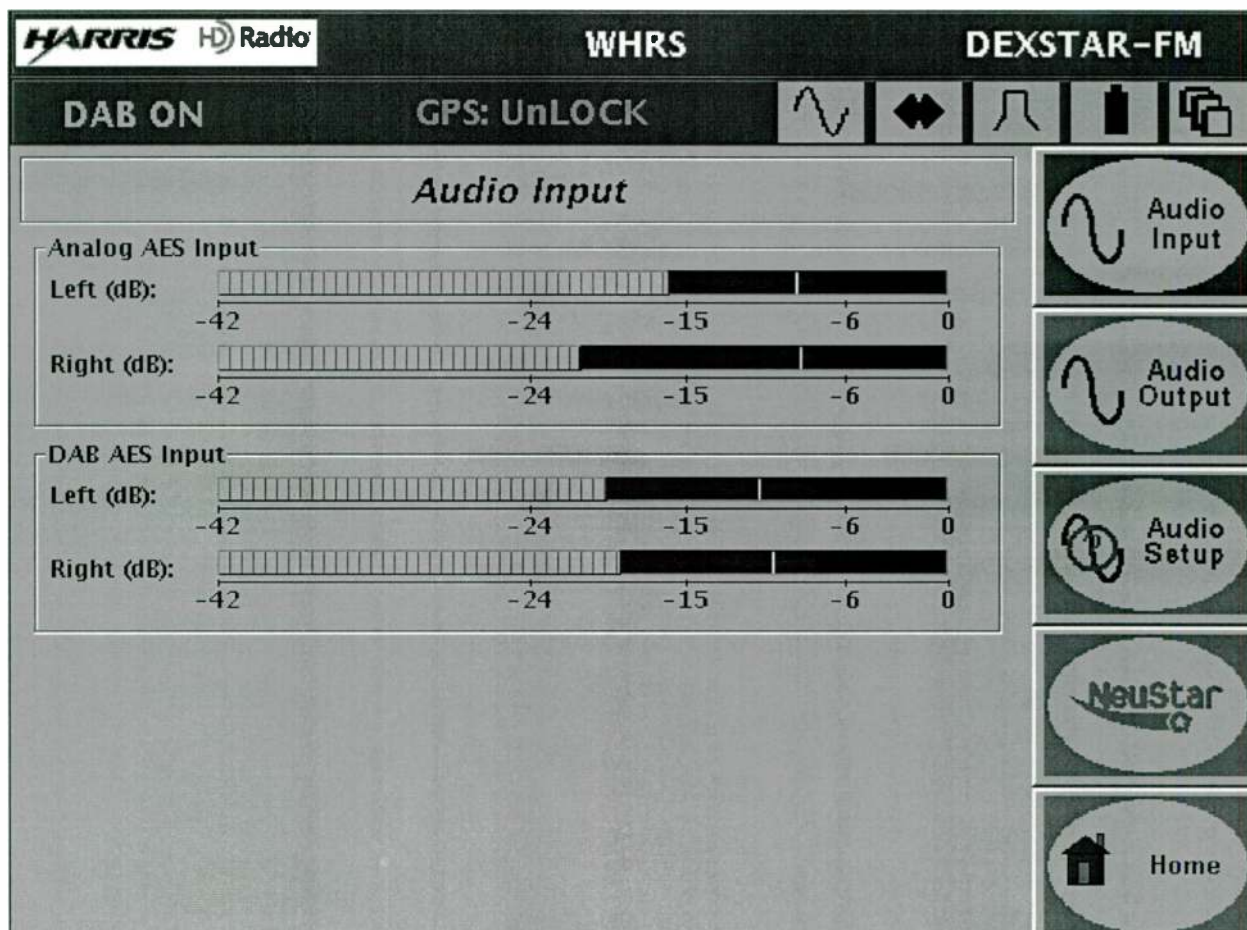 HARRIS HD Radio WHRS DEXSTAR-FM
DAB ON GPS: UnLOCK
Audio Input
Analog AES Input
Left (dB):
-42 -24 -15 -6 0
Right (dB):
-42 -24 -15 -6 0
DAB AES Input
Left (dB):
-42 -24 -15 -6 0
Right (dB):
-42 -24 -15 -6 0
Audio
Input
Audio
Output
Audio
Setup
NeuStar
Home